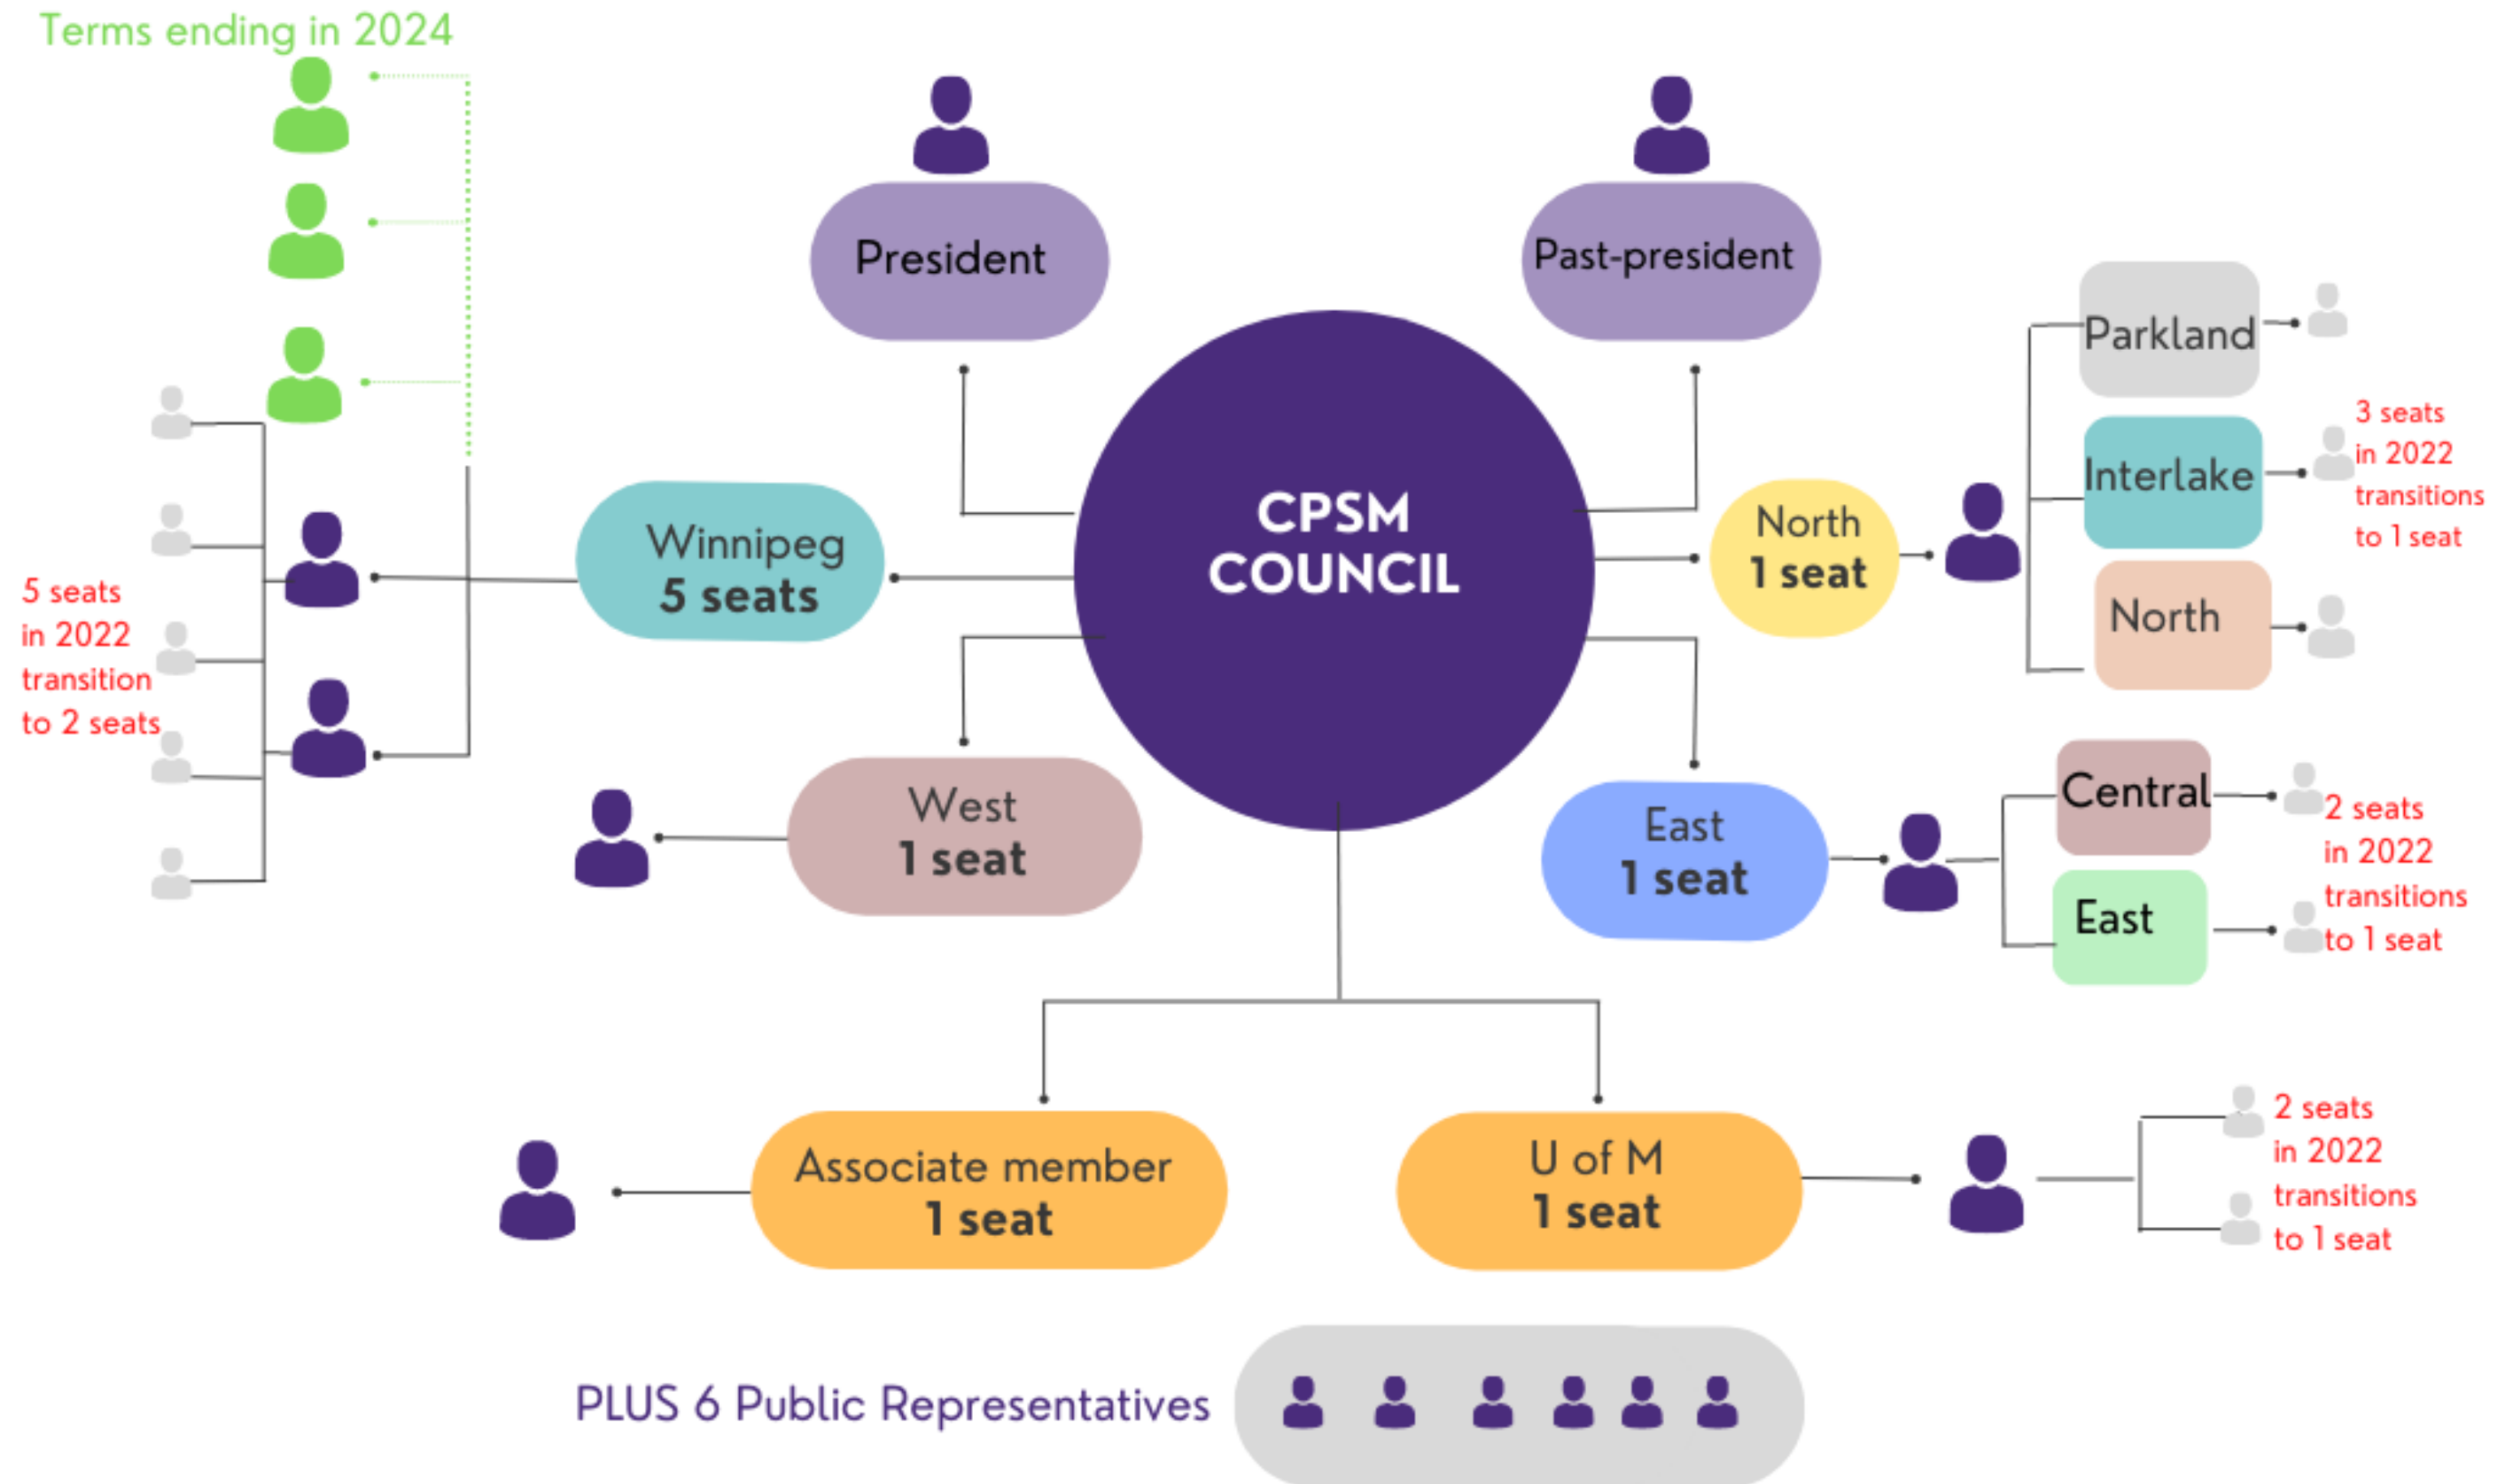 Terms ending in 2024
President
Past-president
Parkland
3 seats
in 2022
transitions
to 1 seat
Interlake
North
CPSM
COUNCIL
North
1 seat
Winnipeg
5 seats
5 seats
in 2022
transition
to 2 seats
West
1 seat
East
1 seat
Central
East
2 seats
in 2022
transitions
to 1 seat
Associate member
1 seat
U of M
1 seat
2 seats
in 2022
transitions
to 1 seat
PLUS 6 Public Representatives